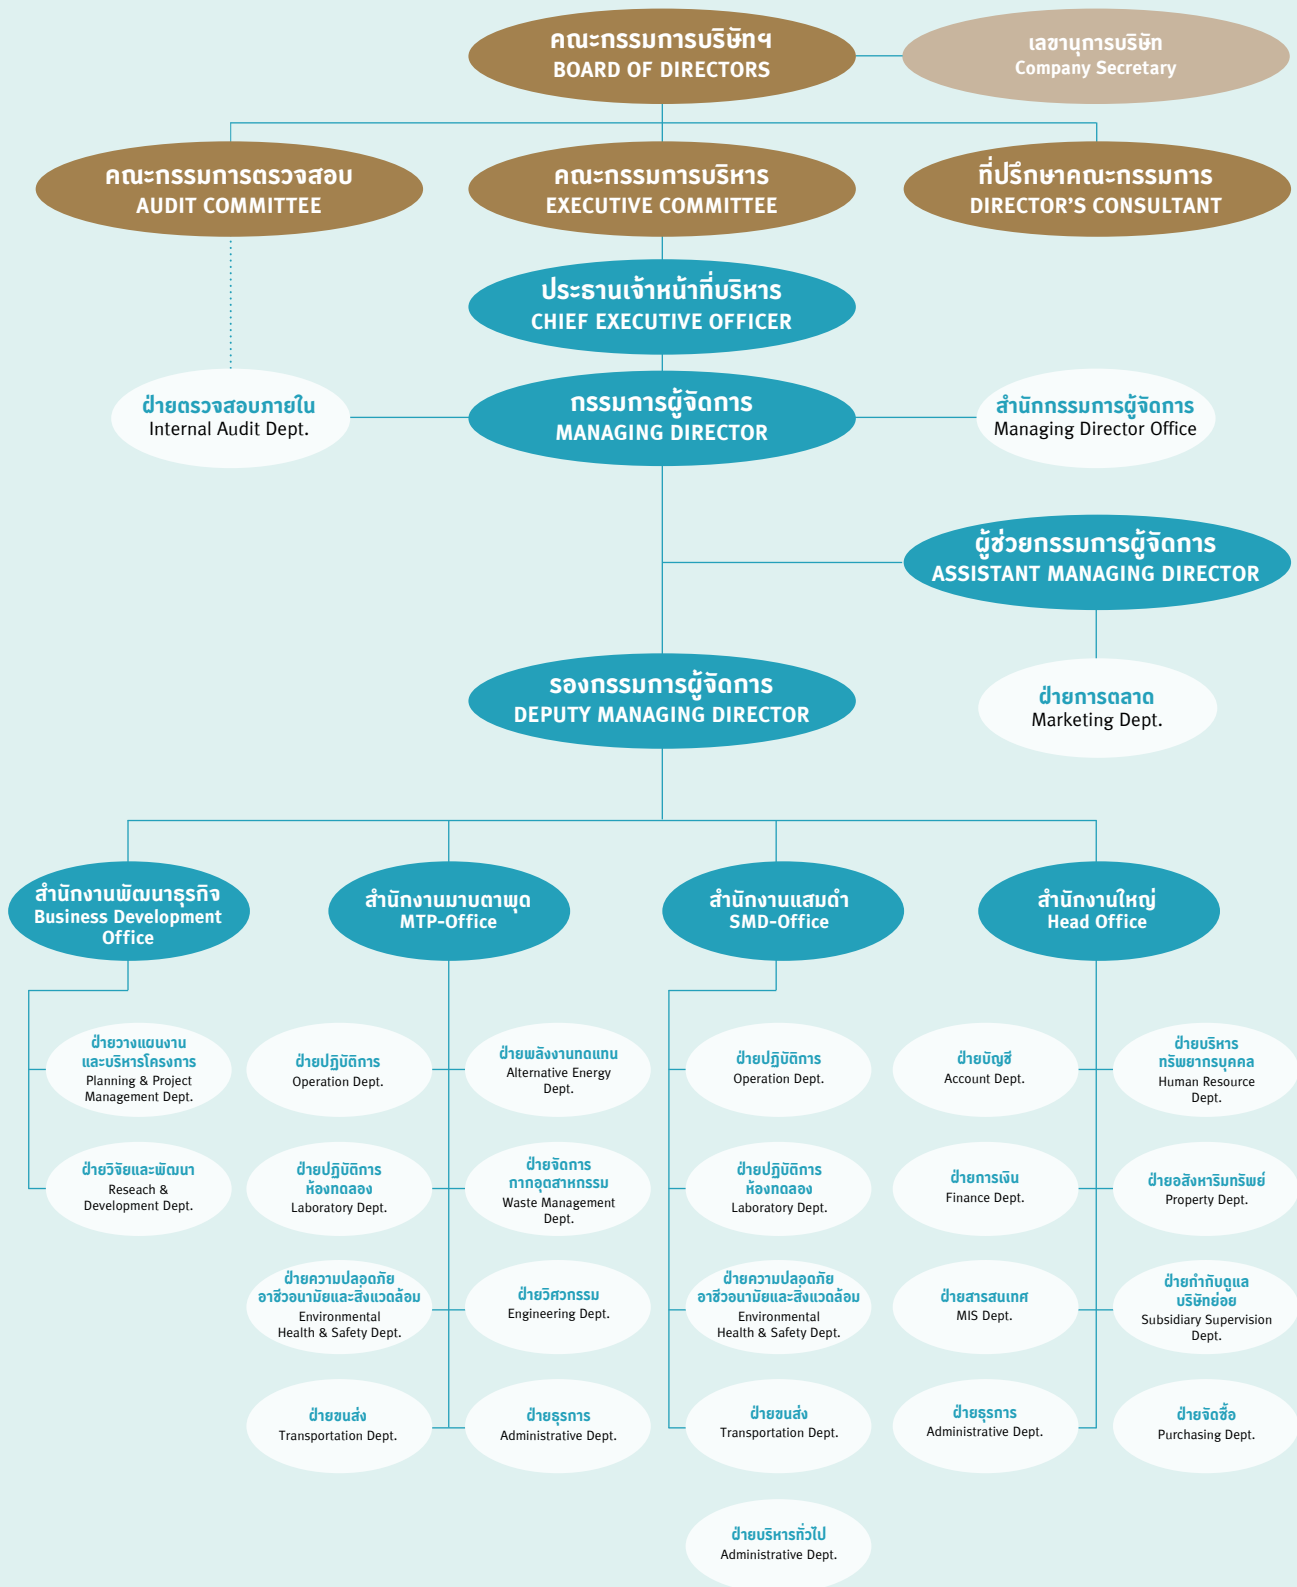 คณะกรรมการบริษัทฯ
BOARD OF DIRECTORS
เลขานุการบริษัท
Company Secretary
คณะกรรมการตรวจสอบ
AUDIT COMMITTEE
คณะกรรมการบริหาร
EXECUTIVE COMMITTEE
ที่ปรึกษาคณะกรรมการ
DIRECTOR'S CONSULTANT
ประธานเจ้าหน้าที่บริหาร
CHIEF EXECUTIVE OFFICER
ฝ่ายตรวจสอบภายใน
Internal Audit Dept.
กรรมการผู้จัดการ
MANAGING DIRECTOR
สำนักกรรมการผู้จัดการ
Managing Director Office
ผู้ช่วยกรรมการผู้จัดการ
ASSISTANT MANAGING DIRECTOR
รองกรรมการผู้จัดการ
DEPUTY MANAGING DIRECTOR
ฝ่ายการตลาด
Marketing Dept.
สำนักงานพัฒนาธุรกิจ
Business Development
Office
สำนักงานมาบตาพุด
MTP-Office
สำนักงานแสมดำ
SMD-Office
สำนักงานใหญ่
Head Office
ฝ่ายวางแผนงาน
และบริหารโครงการ
Planning & Project
Management Dept.
ฝ่ายปฏิบัติการ
Operation Dept.
ฝ่ายพลังงานทดแทน
Alternative Energy
Dept.
ฝ่ายปฏิบัติการ
Operation Dept.
ฝ่ายบัญชี
Account Dept.
ฝ่ายบริหาร
ทรัพยากรบุคคล
Human Resource
Dept.
ฝ่ายวิจัยและพัฒนา
Reseach &
Development Dept.
ฝ่ายปฏิบัติการ
ห้องทดลอง
Laboratory Dept.
ฝ่ายจัดการ
กากอุตสาหกรรม
Waste Management
Dept.
ฝ่ายปฏิบัติการ
ห้องทดลอง
Laboratory Dept.
ฝ่ายการเงิน
Finance Dept.
ฝ่ายอสังหาริมทรัพย์
Property Dept.
ฝ่ายความปลอดภัย
อาชีวอนามัยและสิ่งแวดล้อม
Environmental
Health & Safety Dept.
ฝ่ายวิศวกรรม
Engineering Dept.
ฝ่ายความปลอดภัย
อาชีวอนามัยและสิ่งแวดล้อม
Environmental
Health & Safety Dept.
ฝ่ายสารสนเทศ
MIS Dept.
ฝ่ายกำกับดูแล
บริษัทย่อย
Subsidiary Supervision
Dept.
ฝ่ายขนส่ง
Transportation Dept.
ฝ่ายธุรการ
Administrative Dept.
ฝ่ายขนส่ง
Transportation Dept.
ฝ่ายธุรการ
Administrative Dept.
ฝ่ายจัดซื้อ
Purchasing Dept.
ฝ่ายบริหารทั่วไป
Administrative Dept.